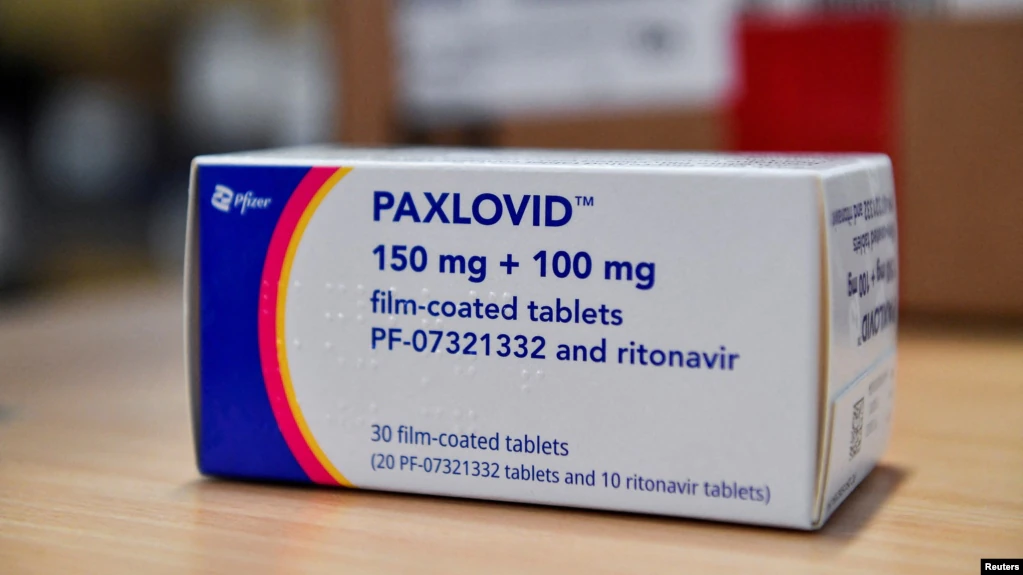 Pfizer
PAXLOVID™
150 mg + 100 mg
film-coated tablets
PF-07321332 and ritonavir
30 film-coated tablets
(20 PF-07321332 tablets and 10 ritonavir tablets)
Reuters